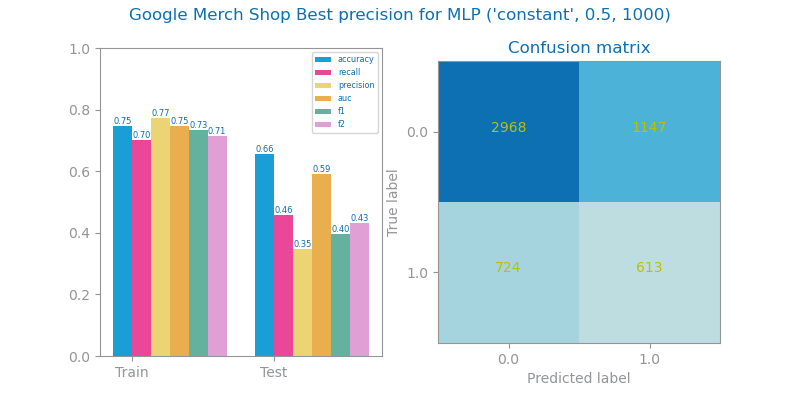 Google Merch Shop Best precision for MLP ('constant', 0.5, 1000)
1.0
0.8
0.6
0.4
0.2
0.0
accuracy
recall
precision
auc
f1
f2
0.75
0.70
0.77
0.75
0.73
0.71
0.66
0.46
0.35
0.59
0.40
0.43
Train
Test
Confusion matrix
True label
0.0
1.0
2968
1147
724
613
0.0
1.0
Predicted label